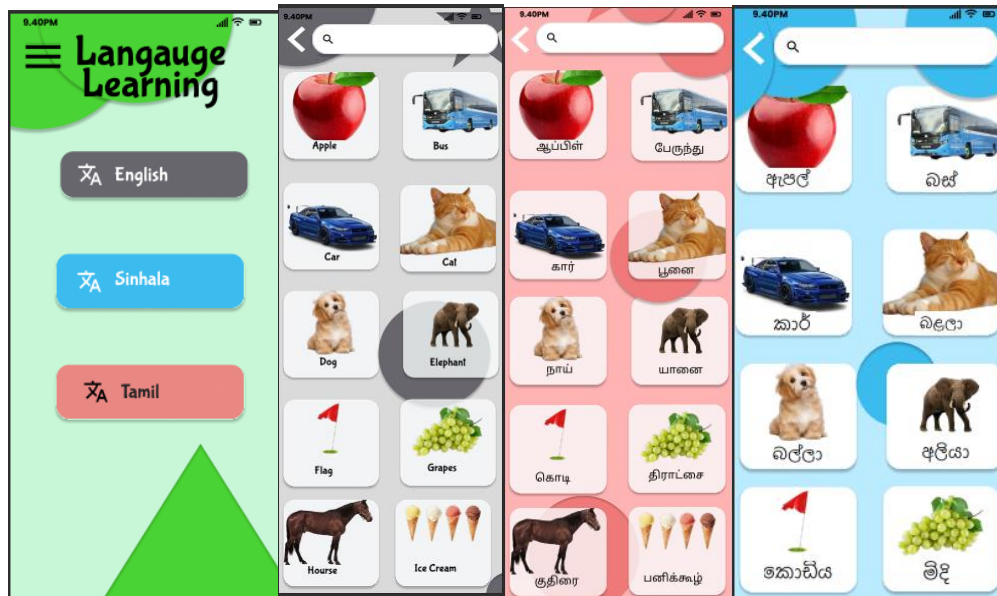 9.40PM
Langauge
Learning
English
Sinhala
Tamil
9.40PM
Apple
Bus
Car
Cat
Dog
Elephant
Flag
Grapes
Hourse
Ice Cream
9.40PM
ஆப்பிள்
பேருந்து
கார்
பூனை
நாய்
யானை
கொடி
திராட்சை
குதிரை
பனிக்கூழ்
9.40PM
ඇපල්
බස්
කාර්
බළලා
බල්ලා
අලියා
කොඩිය
මිදි